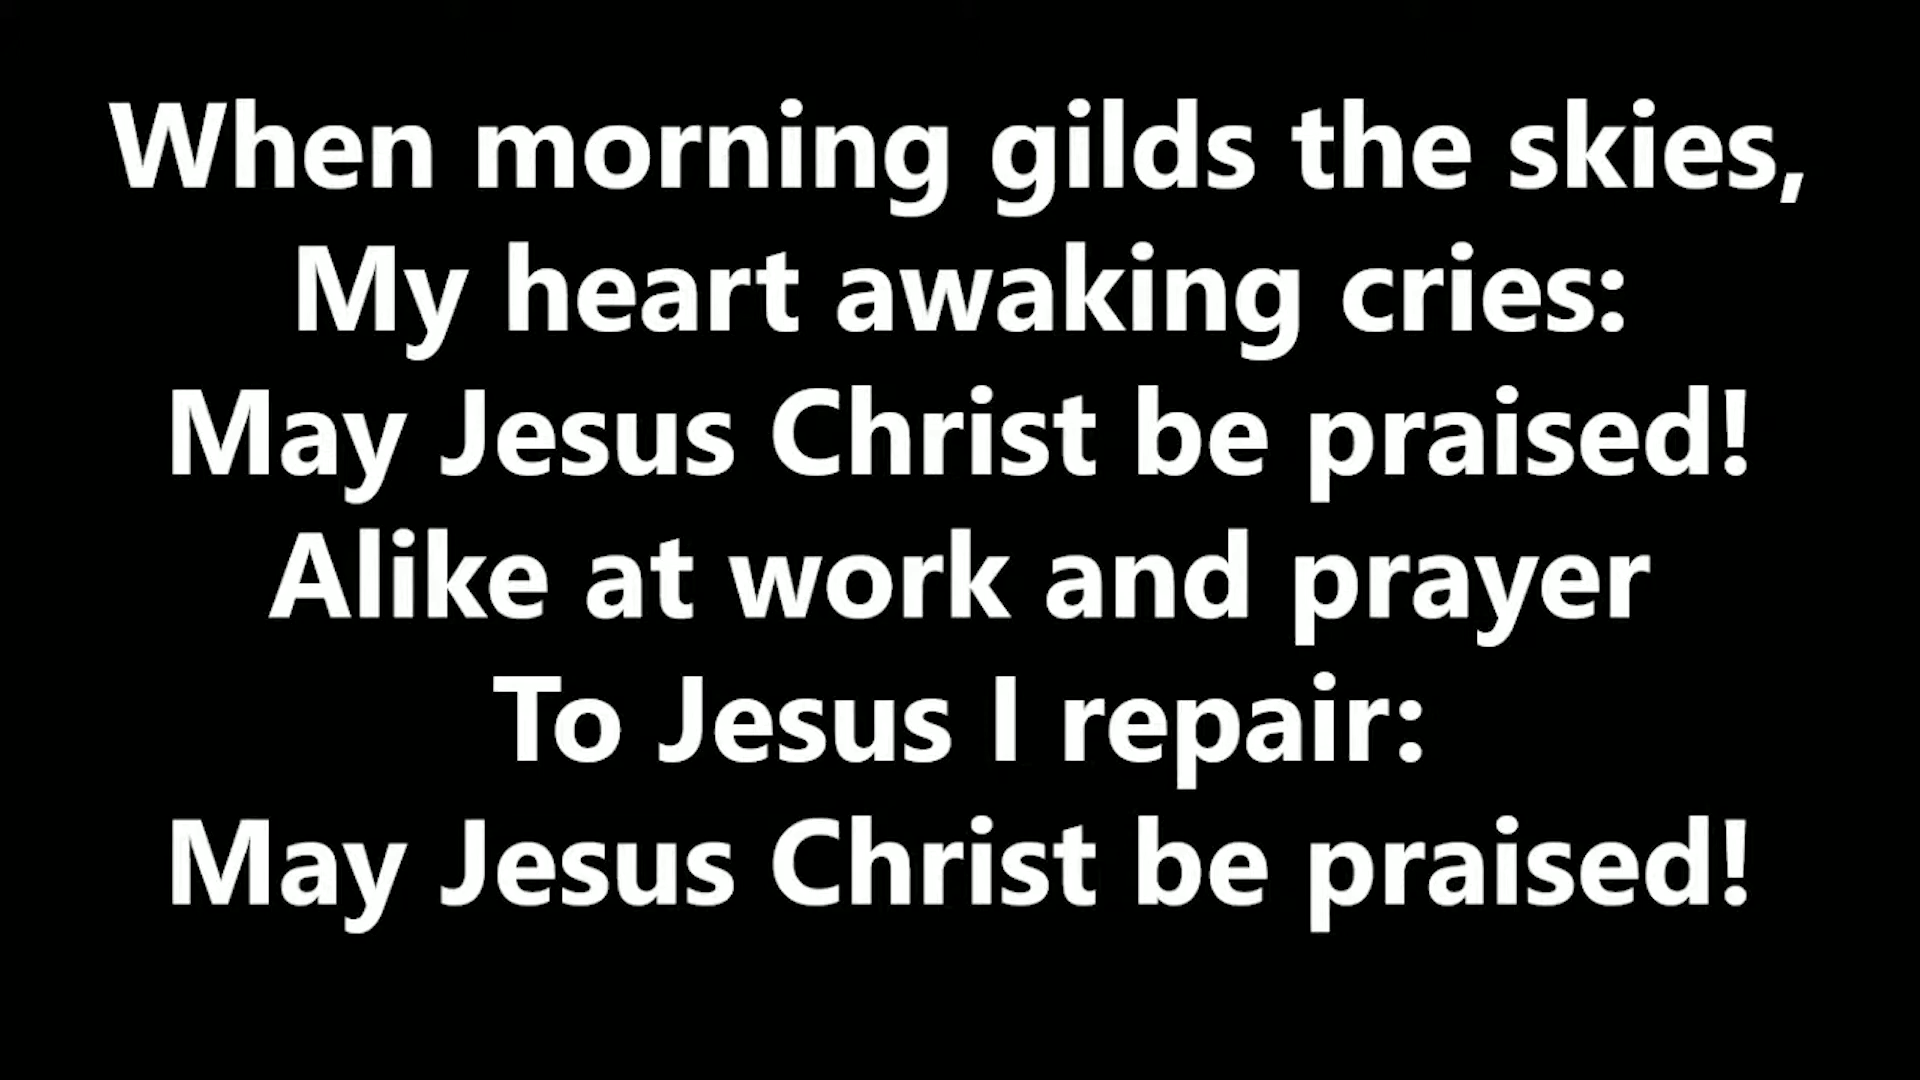 When morning gilds the skies,
My heart awaking cries:
May Jesus Christ be praised!
Alike at work and prayer
To Jesus I repair:
May Jesus Christ be praised!